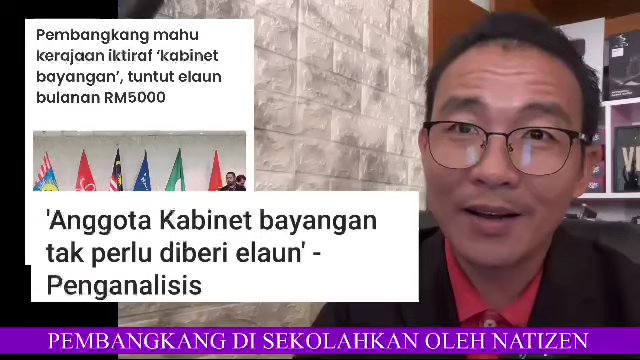 Pembangkang mahu
kerajaan iktiraf ‘kabinet
bayangan’, tuntut elaun
bulanan RM5000
'Anggota Kabinet bayangan
tak perlu diberi elaun' -
Penganalisis
PEMBANGKANG DI SEKOLAHKAN OLEH NATIZEN